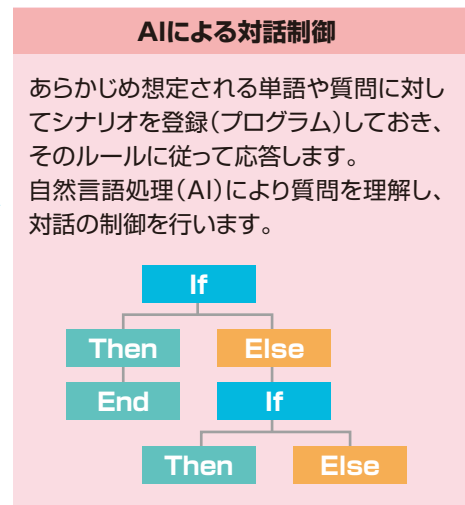 AIによる対話制御
あらかじめ想定される単語や質問に対し
てシナリオを登録(プログラム)しておき、
そのルールに従って応答します。
自然言語処理(AI)により質問を理解し、
対話の制御を行います。
If
Then Else
End If
Then Else